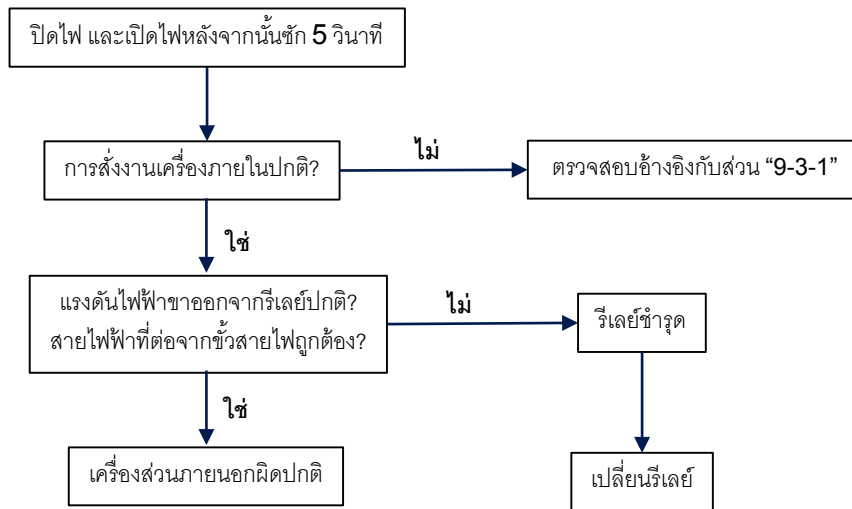 ปิดไฟ และเปิดไฟหลังจากนั้นซัก 5 วินาที
การสั่งงานเครื่องภายในปกติ?
ไม่
ตรวจสอบอ้างอิงกับส่วน “9-3-1”
ใช่
แรงดันไฟฟ้าขาออกจากรีเลย์ปกติ?
สายไฟฟ้าที่ต่อจากขั้วสายไฟถูกต้อง?
ไม่
รีเลย์ชำรุด
ใช่
เครื่องส่วนภายนอกผิดปกติ
เปลี่ยนรีเลย์